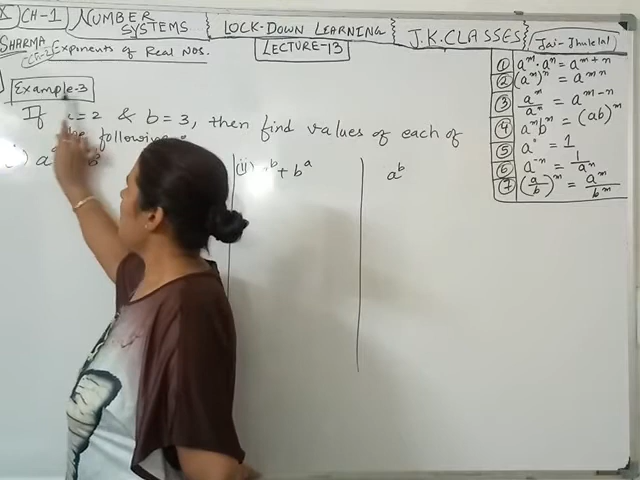 CH-1 NUMBER SYSTEMS LOCK-DOWN LEARNING J.K.CLASSES
SHARMA Exponents of Real Nos. LECTURE-13 Jai-Jhulelal
Example-3
If = 2 & b = 3, then find values of each of
the following:
a
(ii) b + b^a
a^b
① a^m · a^n = a^{m+n}
② (a^m)^n = a^{mn}
③ a^m/a^n = a^{m-n}
④ a^m b^m = (ab)^m
⑤ a° = 1
⑥ a^{-n} = 1/a^n
⑦ (a/b)^m = a^m/b^m